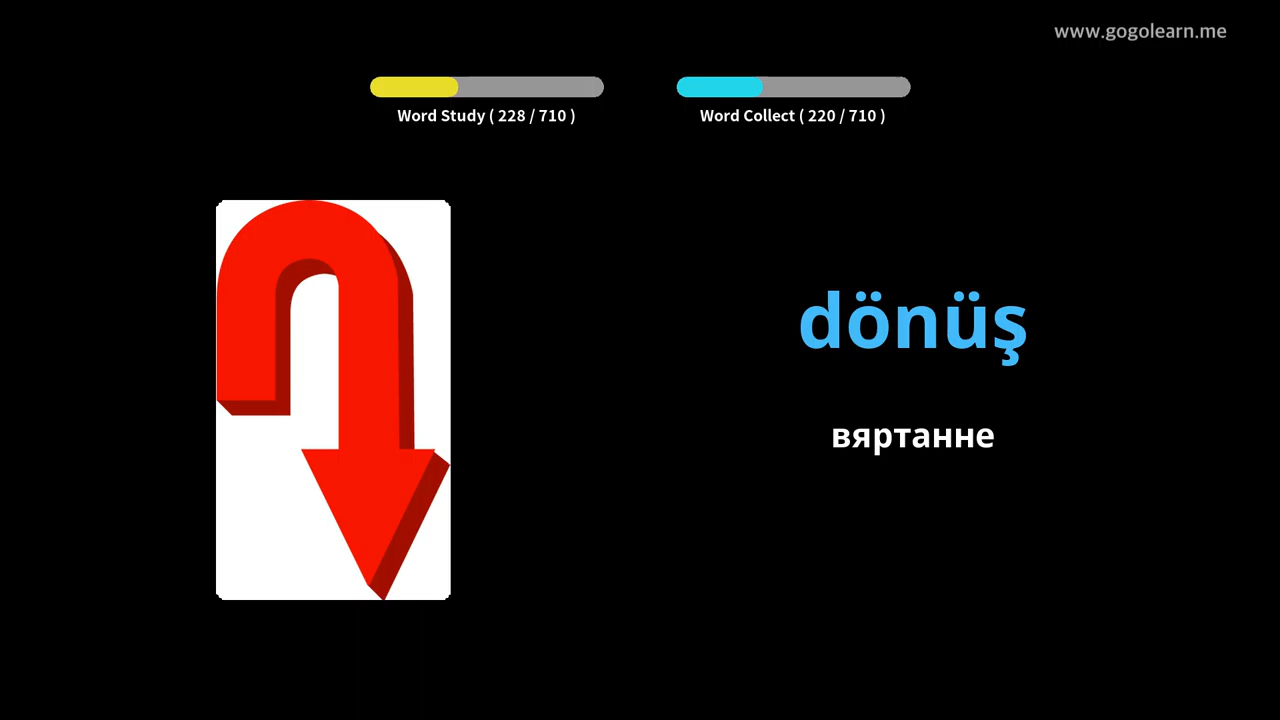 www.gogolearn.me
Word Study ( 228 / 710 )
Word Collect ( 220 / 710 )
dönüş
вяртанне